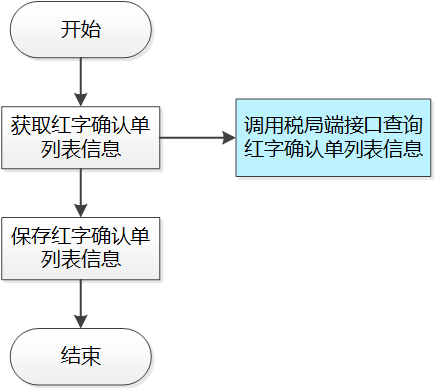 开始
获取红字确认单
列表信息
调用税局端接口查询
红字确认单列表信息
保存红字确认单
列表信息
结束